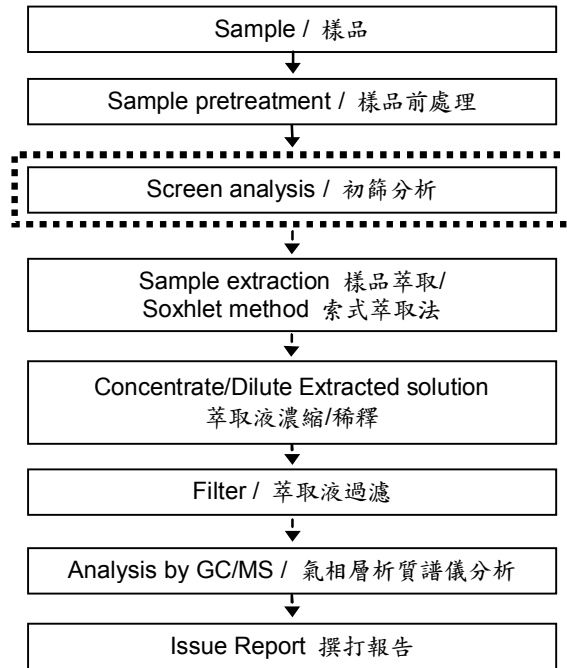 Sample / 樣品
Sample pretreatment / 樣品前處理
Screen analysis / 初篩分析
Sample extraction 樣品萃取/
Soxhlet method 索式萃取法
Concentrate/Dilute Extracted solution
萃取液濃縮/稀釋
Filter / 萃取液過濾
Analysis by GC/MS / 氣相層析質譜儀分析
Issue Report 撰打報告